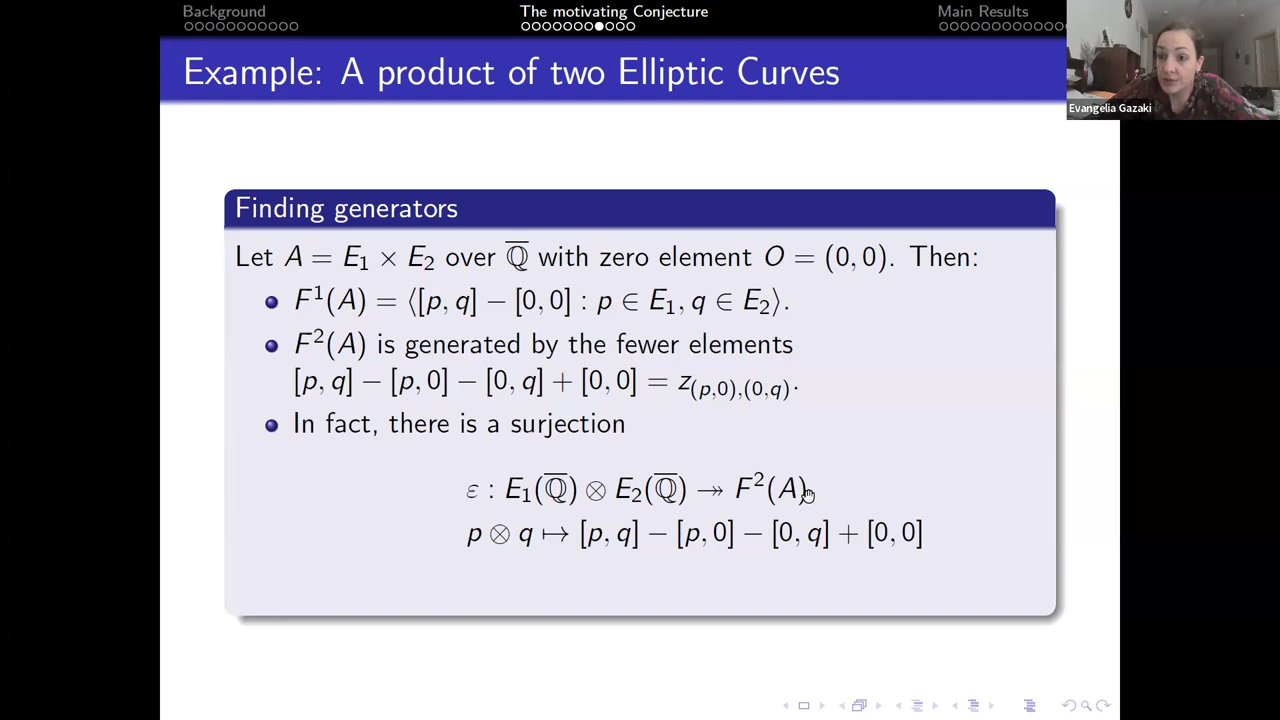 Background
The motivating Conjecture
Main Results
Example: A product of two Elliptic Curves
Evangelia Gazaki
Finding generators
Let A = E₁ × E₂ over ℚ̅ with zero element O = (0, 0). Then:
F¹(A) = ⟨[p, q] − [0, 0] : p ∈ E₁, q ∈ E₂⟩.
F²(A) is generated by the fewer elements
[p, q] − [p, 0] − [0, q] + [0, 0] = z₍ₚ,₀₎,₍₀,q₎.
In fact, there is a surjection
ε : E₁(ℚ̅) ⊗ E₂(ℚ̅) ↠ F²(A)
p ⊗ q ↦ [p, q] − [p, 0] − [0, q] + [0, 0]